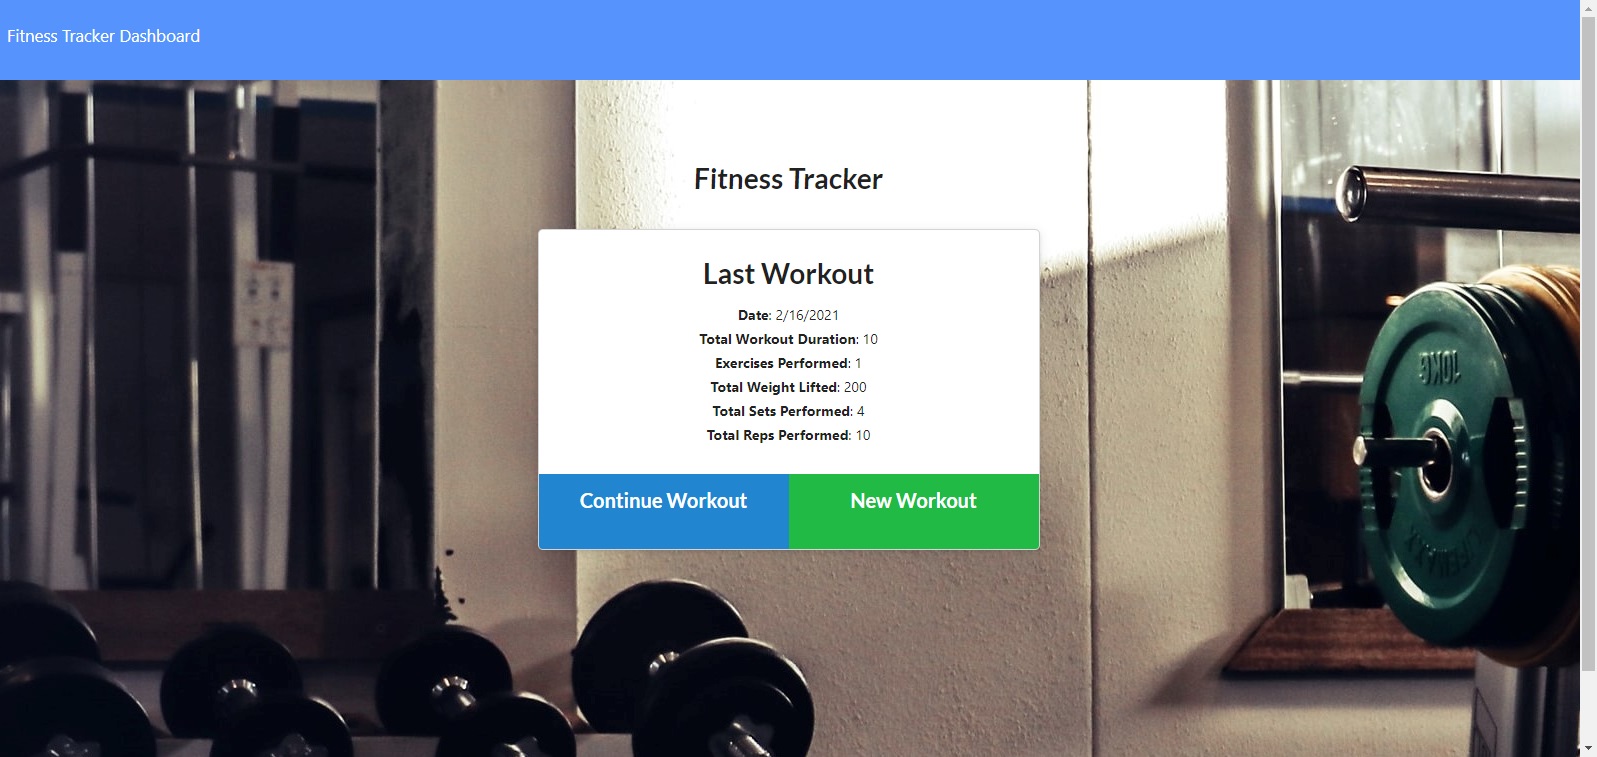 Fitness Tracker Dashboard
Fitness Tracker
Last Workout
Date: 2/16/2021
Total Workout Duration: 10
Exercises Performed: 1
Total Weight Lifted: 200
Total Sets Performed: 4
Total Reps Performed: 10
Continue Workout New Workout
10KG